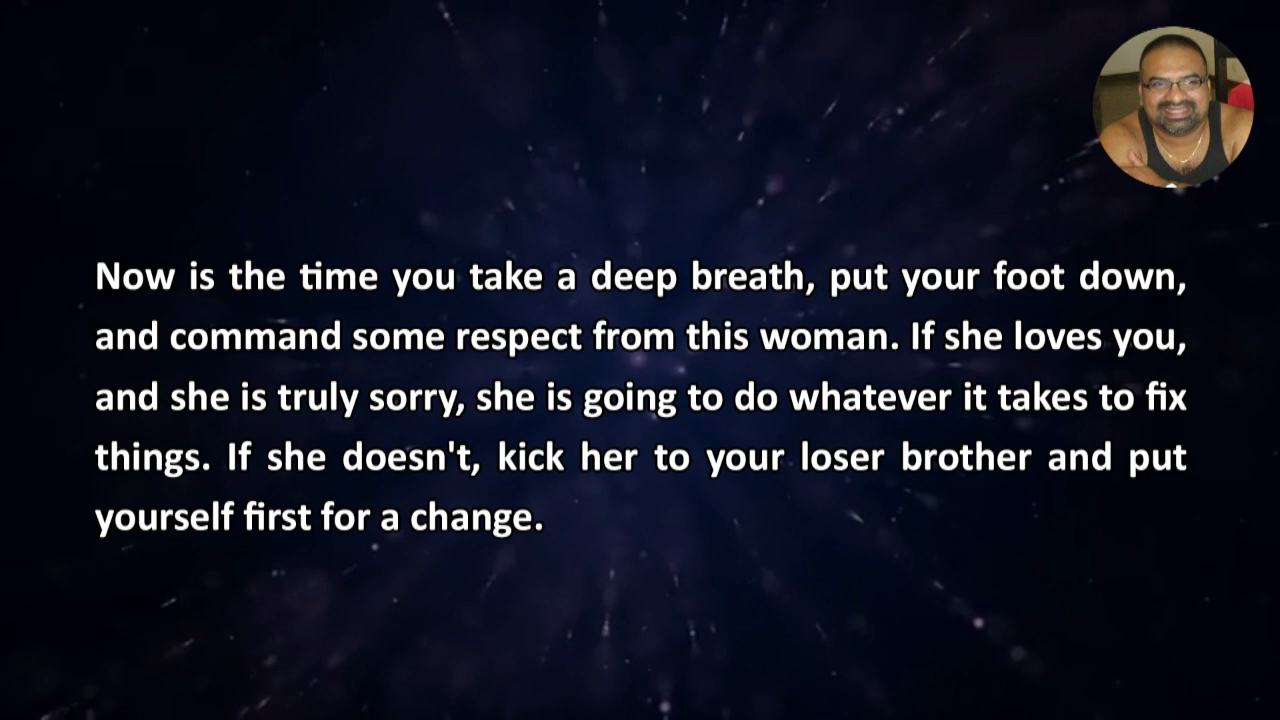 Now is the time you take a deep breath, put your foot down,
and command some respect from this woman. If she loves you,
and she is truly sorry, she is going to do whatever it takes to fix
things. If she doesn't, kick her to your loser brother and put
yourself first for a change.